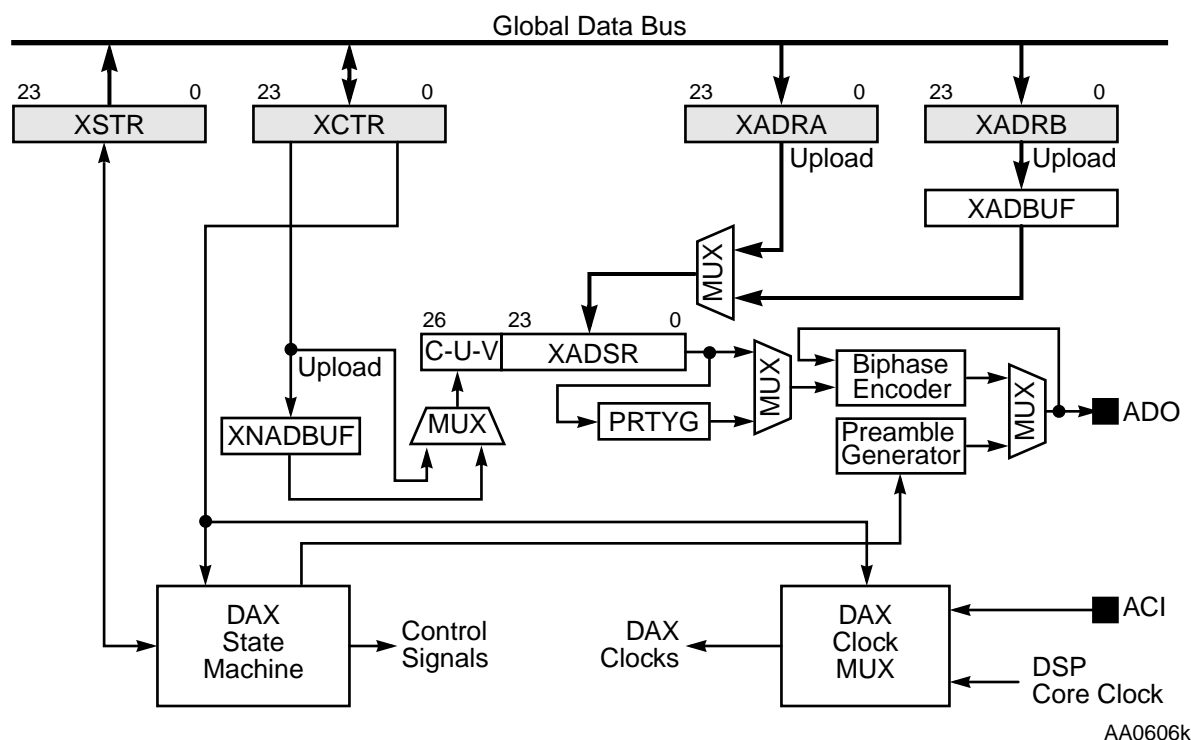 Global Data Bus
23 0
XSTR
23 0
XCTR
23 0
XADRA
Upload
23 0
XADRB
Upload
XADBUF
MUX
26 23 0
C-U-V XADSR
Upload
XNADBUF
MUX
PRTYG
MUX
Biphase
Encoder
Preamble
Generator
MUX
ADO
DAX
State
Machine
Control
Signals
DAX
Clocks
DAX
Clock
MUX
ACI
DSP
Core Clock
AA0606k